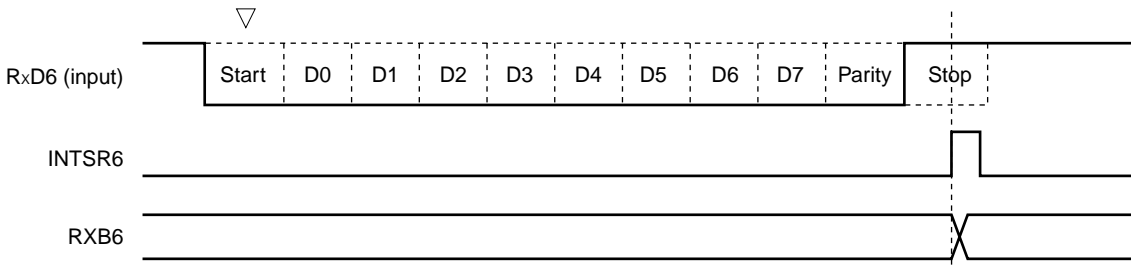 RxD6 (input) Start D0 D1 D2 D3 D4 D5 D6 D7 Parity Stop
INTSR6
RXB6